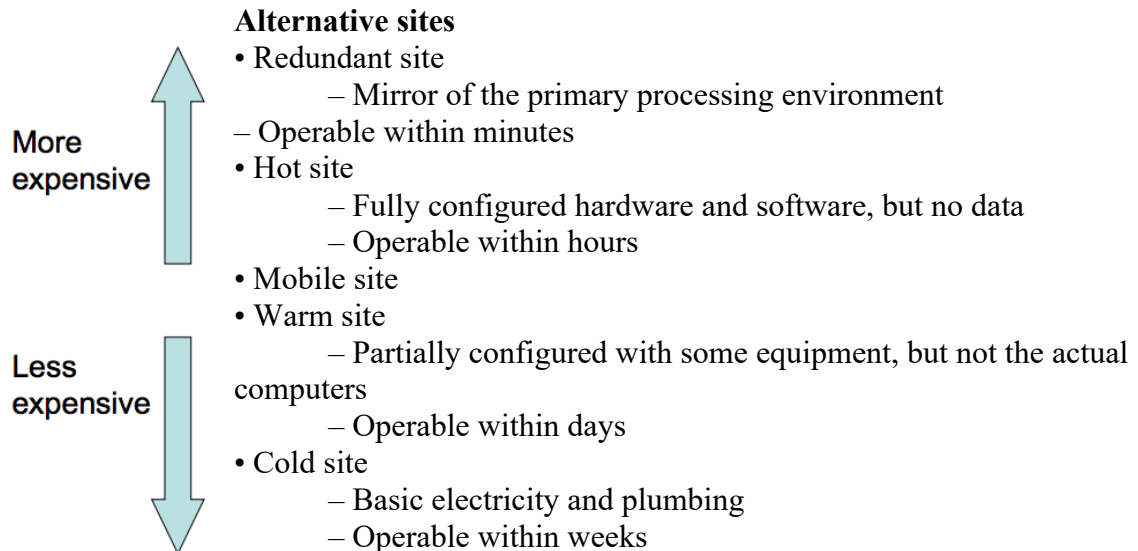 Alternative sites
• Redundant site
– Mirror of the primary processing environment
– Operable within minutes
More
expensive
• Hot site
– Fully configured hardware and software, but no data
– Operable within hours
• Mobile site
• Warm site
– Partially configured with some equipment, but not the actual
computers
Less
expensive
– Operable within days
• Cold site
– Basic electricity and plumbing
– Operable within weeks